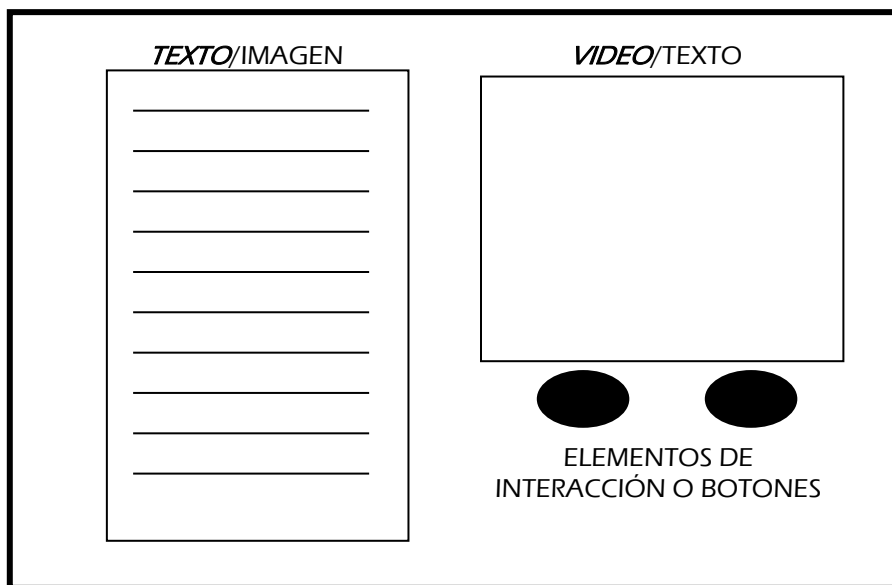 TEXTO/IMAGEN
VIDEO/TEXTO
ELEMENTOS DE
INTERACCIÓN O BOTONES